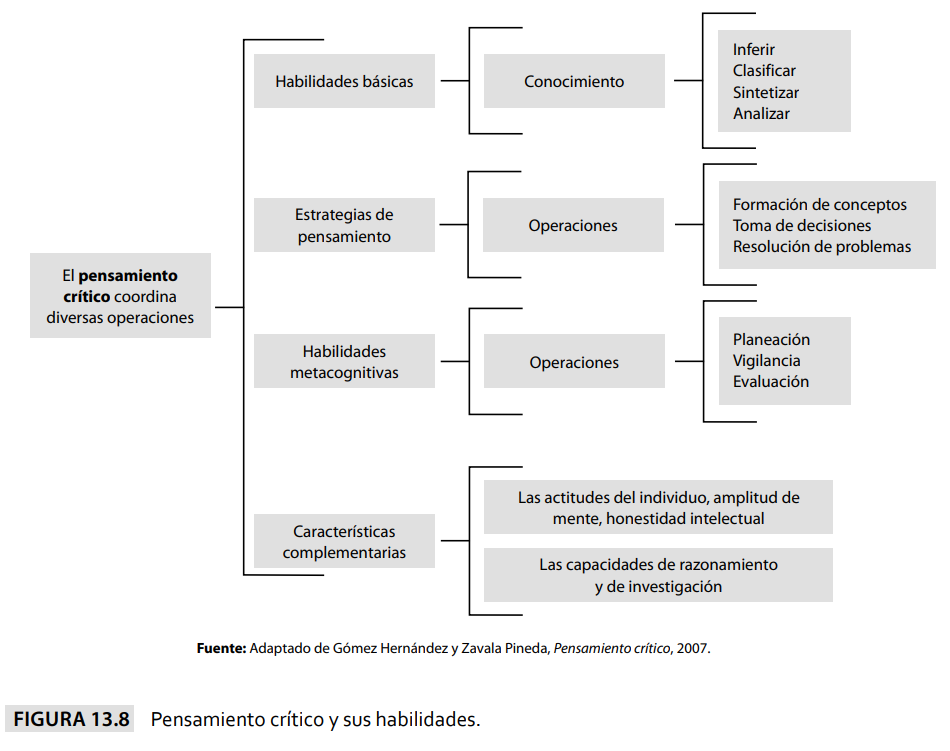 El pensamiento
crítico coordina
diversas operaciones
Habilidades básicas
Conocimiento
Inferir
Clasificar
Sintetizar
Analizar
Estrategias de
pensamiento
Operaciones
Formación de conceptos
Toma de decisiones
Resolución de problemas
Habilidades
metacognitivas
Operaciones
Planeación
Vigilancia
Evaluación
Características
complementarias
Las actitudes del individuo, amplitud de
mente, honestidad intelectual
Las capacidades de razonamiento
y de investigación
Fuente: Adaptado de Gómez Hernández y Zavala Pineda, Pensamiento crítico, 2007.
FIGURA 13.8 Pensamiento crítico y sus habilidades.